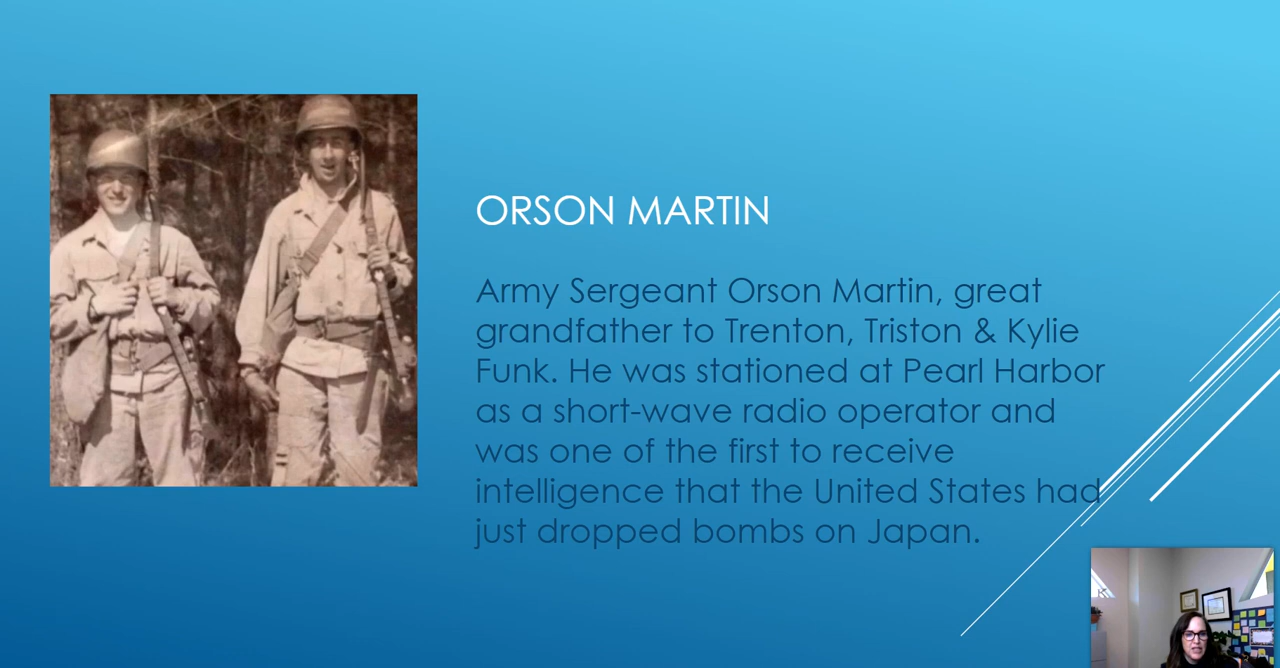 ORSON MARTIN
Army Sergeant Orson Martin, great
grandfather to Trenton, Triston & Kylie
Funk. He was stationed at Pearl Harbor
as a short-wave radio operator and
was one of the first to receive
intelligence that the United States had
just dropped bombs on Japan.